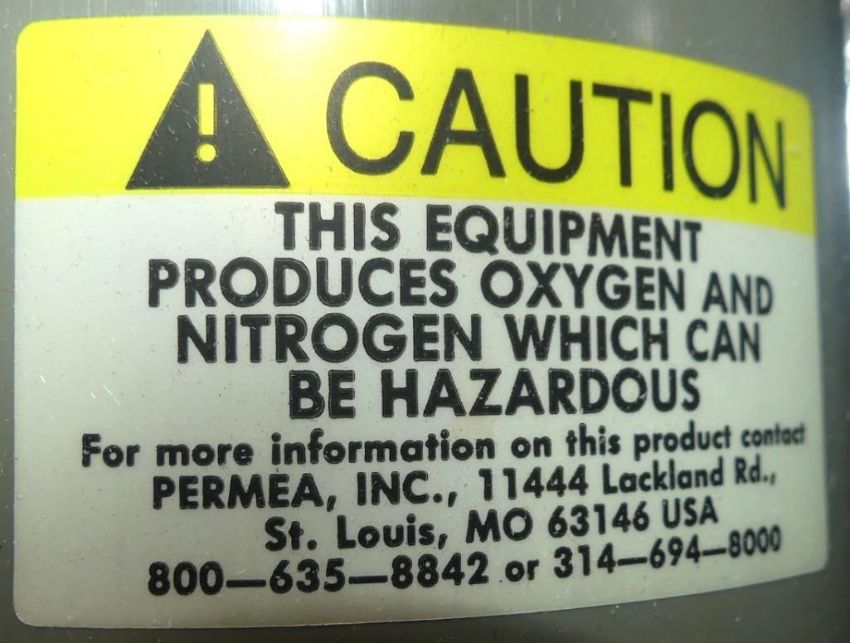 ! CAUTION
THIS EQUIPMENT
PRODUCES OXYGEN AND
NITROGEN WHICH CAN
BE HAZARDOUS
For more information on this product contact
PERMEA, INC., 11444 Lackland Rd.,
St. Louis, MO 63146 USA
800—635—8842 or 314—694—8000